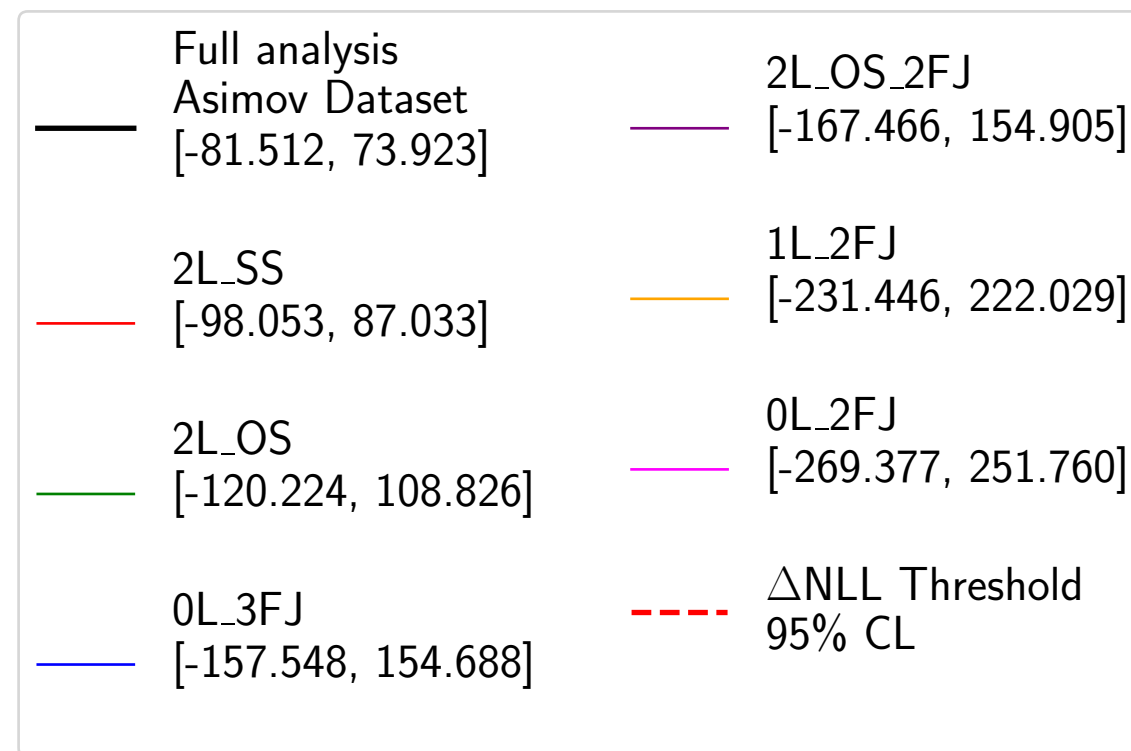 Full analysis
Asimov Dataset
[-81.512, 73.923]
2L_SS
[-98.053, 87.033]
2L_OS
[-120.224, 108.826]
0L_3FJ
[-157.548, 154.688]
2L_OS_2FJ
[-167.466, 154.905]
1L_2FJ
[-231.446, 222.029]
0L_2FJ
[-269.377, 251.760]
ΔNLL Threshold
95% CL